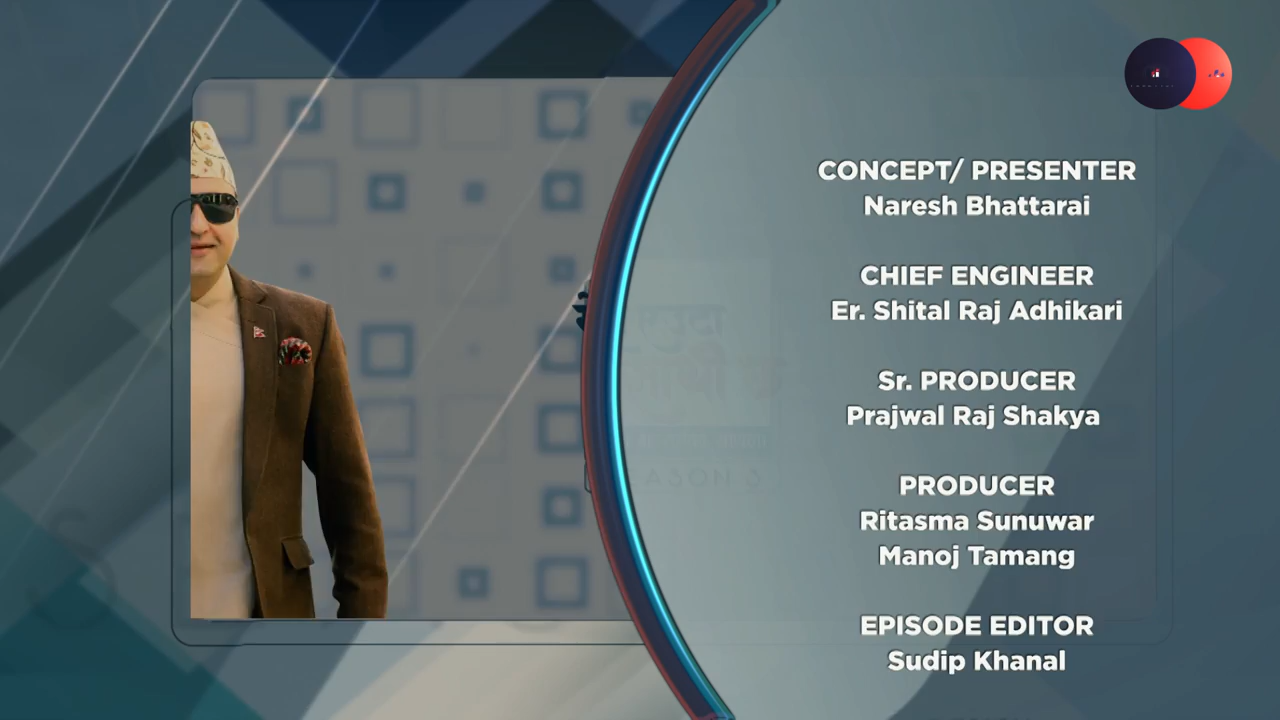 CONCEPT/ PRESENTER
Naresh Bhattarai
CHIEF ENGINEER
Er. Shital Raj Adhikari
Sr. PRODUCER
Prajwal Raj Shakya
PRODUCER
Ritasma Sunuwar
Manoj Tamang
EPISODE EDITOR
Sudip Khanal